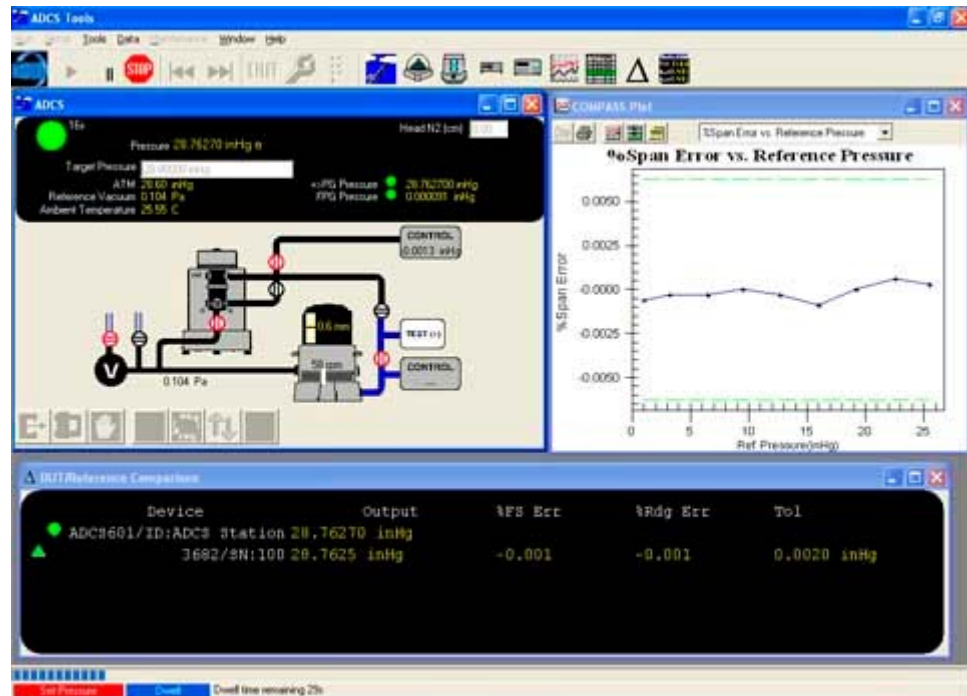 ADCS Tools
Tools Data Maintenance Window Help
STOP
EXIT
ADCS
16s
Head N2 [cm]
Pressure 28.76270 inHg a
Target Pressure
ATM 28.60 inHg
Reference Vacuum 0.104 Pa
Ambient Temperature 25.55 C
PG Pressure 28.762700 inHg
FPG Pressure 0.000091 inHg
CONTROL
0.0013 inHg
0.6 mm
TEST (+)
50 rpm
CONTROL
----
V
0.104 Pa
COMPASS Plot
%Span Error vs. Reference Pressure
%Span Error vs. Reference Pressure
0.0050
0.0025
-0.0000
-0.0025
-0.0050
%Span Error
0 5 10 15 20 25
Ref Pressure(inHg)
DUT/Reference Comparison
Device Output %FS Err %Rdg Err Tol
ADCS601/ID:ADCS Station 28.76270 inHg
3682/SN:100 28.7625 inHg -0.001 -0.001 0.0020 inHg
Set Pressure Dwell Dwell time remaining 29s